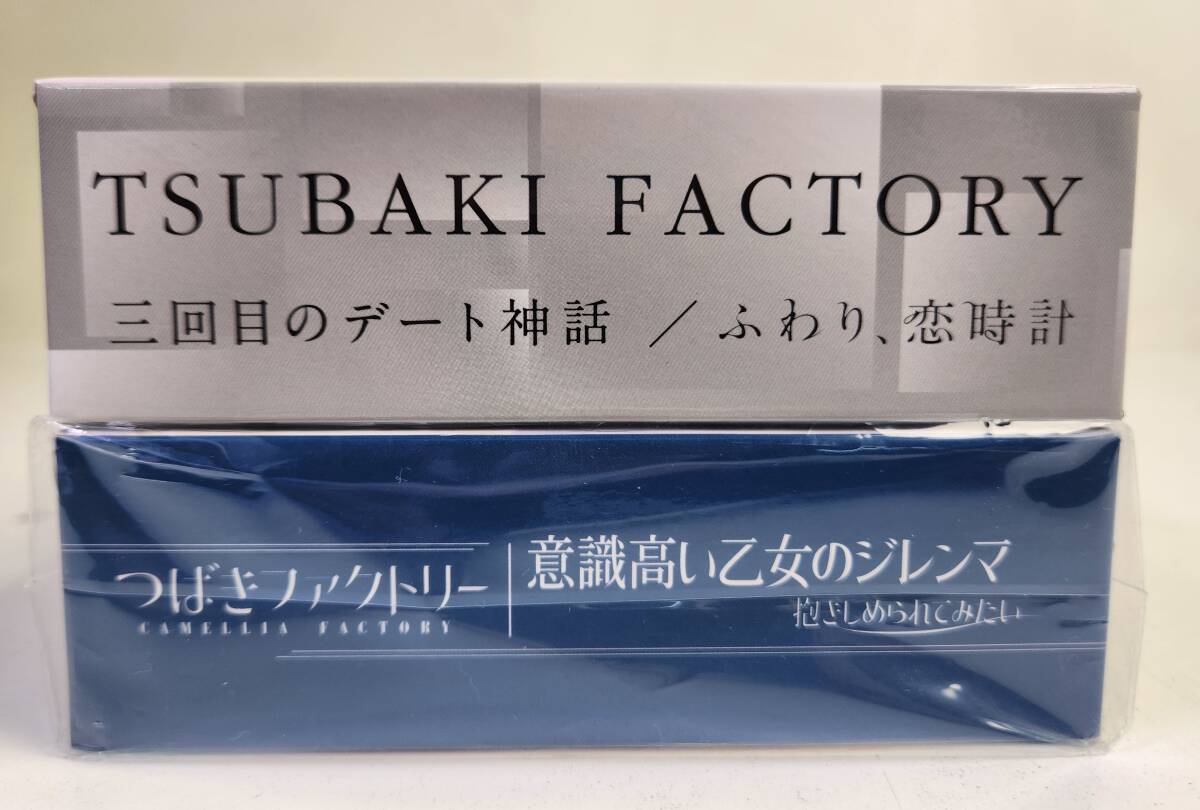 TSUBAKI FACTORY
三回目のデート神話 ／ ふわり、恋時計
つばきファクトリー
CAMELLIA FACTORY
意識高い乙女のジレンマ
抱きしめられてみたい